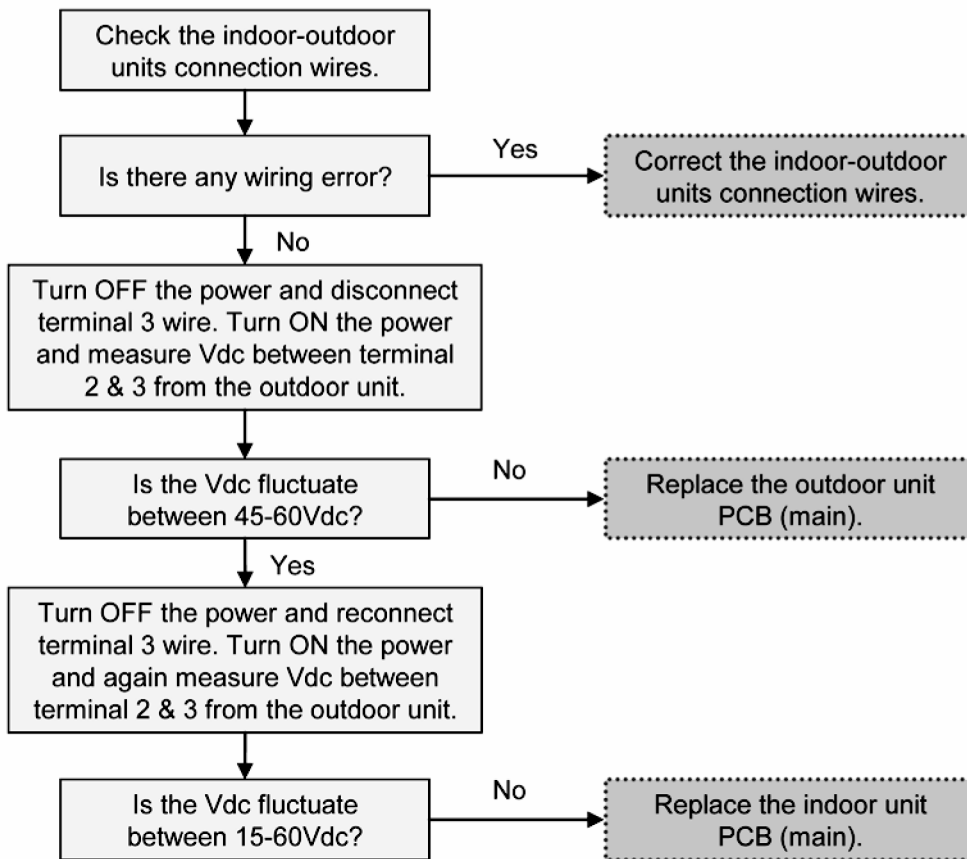 Check the indoor-outdoor
units connection wires.
Is there any wiring error?
Yes
Correct the indoor-outdoor
units connection wires.
No
Turn OFF the power and disconnect
terminal 3 wire. Turn ON the power
and measure Vdc between terminal
2 & 3 from the outdoor unit.
Is the Vdc fluctuate
between 45-60Vdc?
No
Replace the outdoor unit
PCB (main).
Yes
Turn OFF the power and reconnect
terminal 3 wire. Turn ON the power
and again measure Vdc between
terminal 2 & 3 from the outdoor unit.
Is the Vdc fluctuate
between 15-60Vdc?
No
Replace the indoor unit
PCB (main).